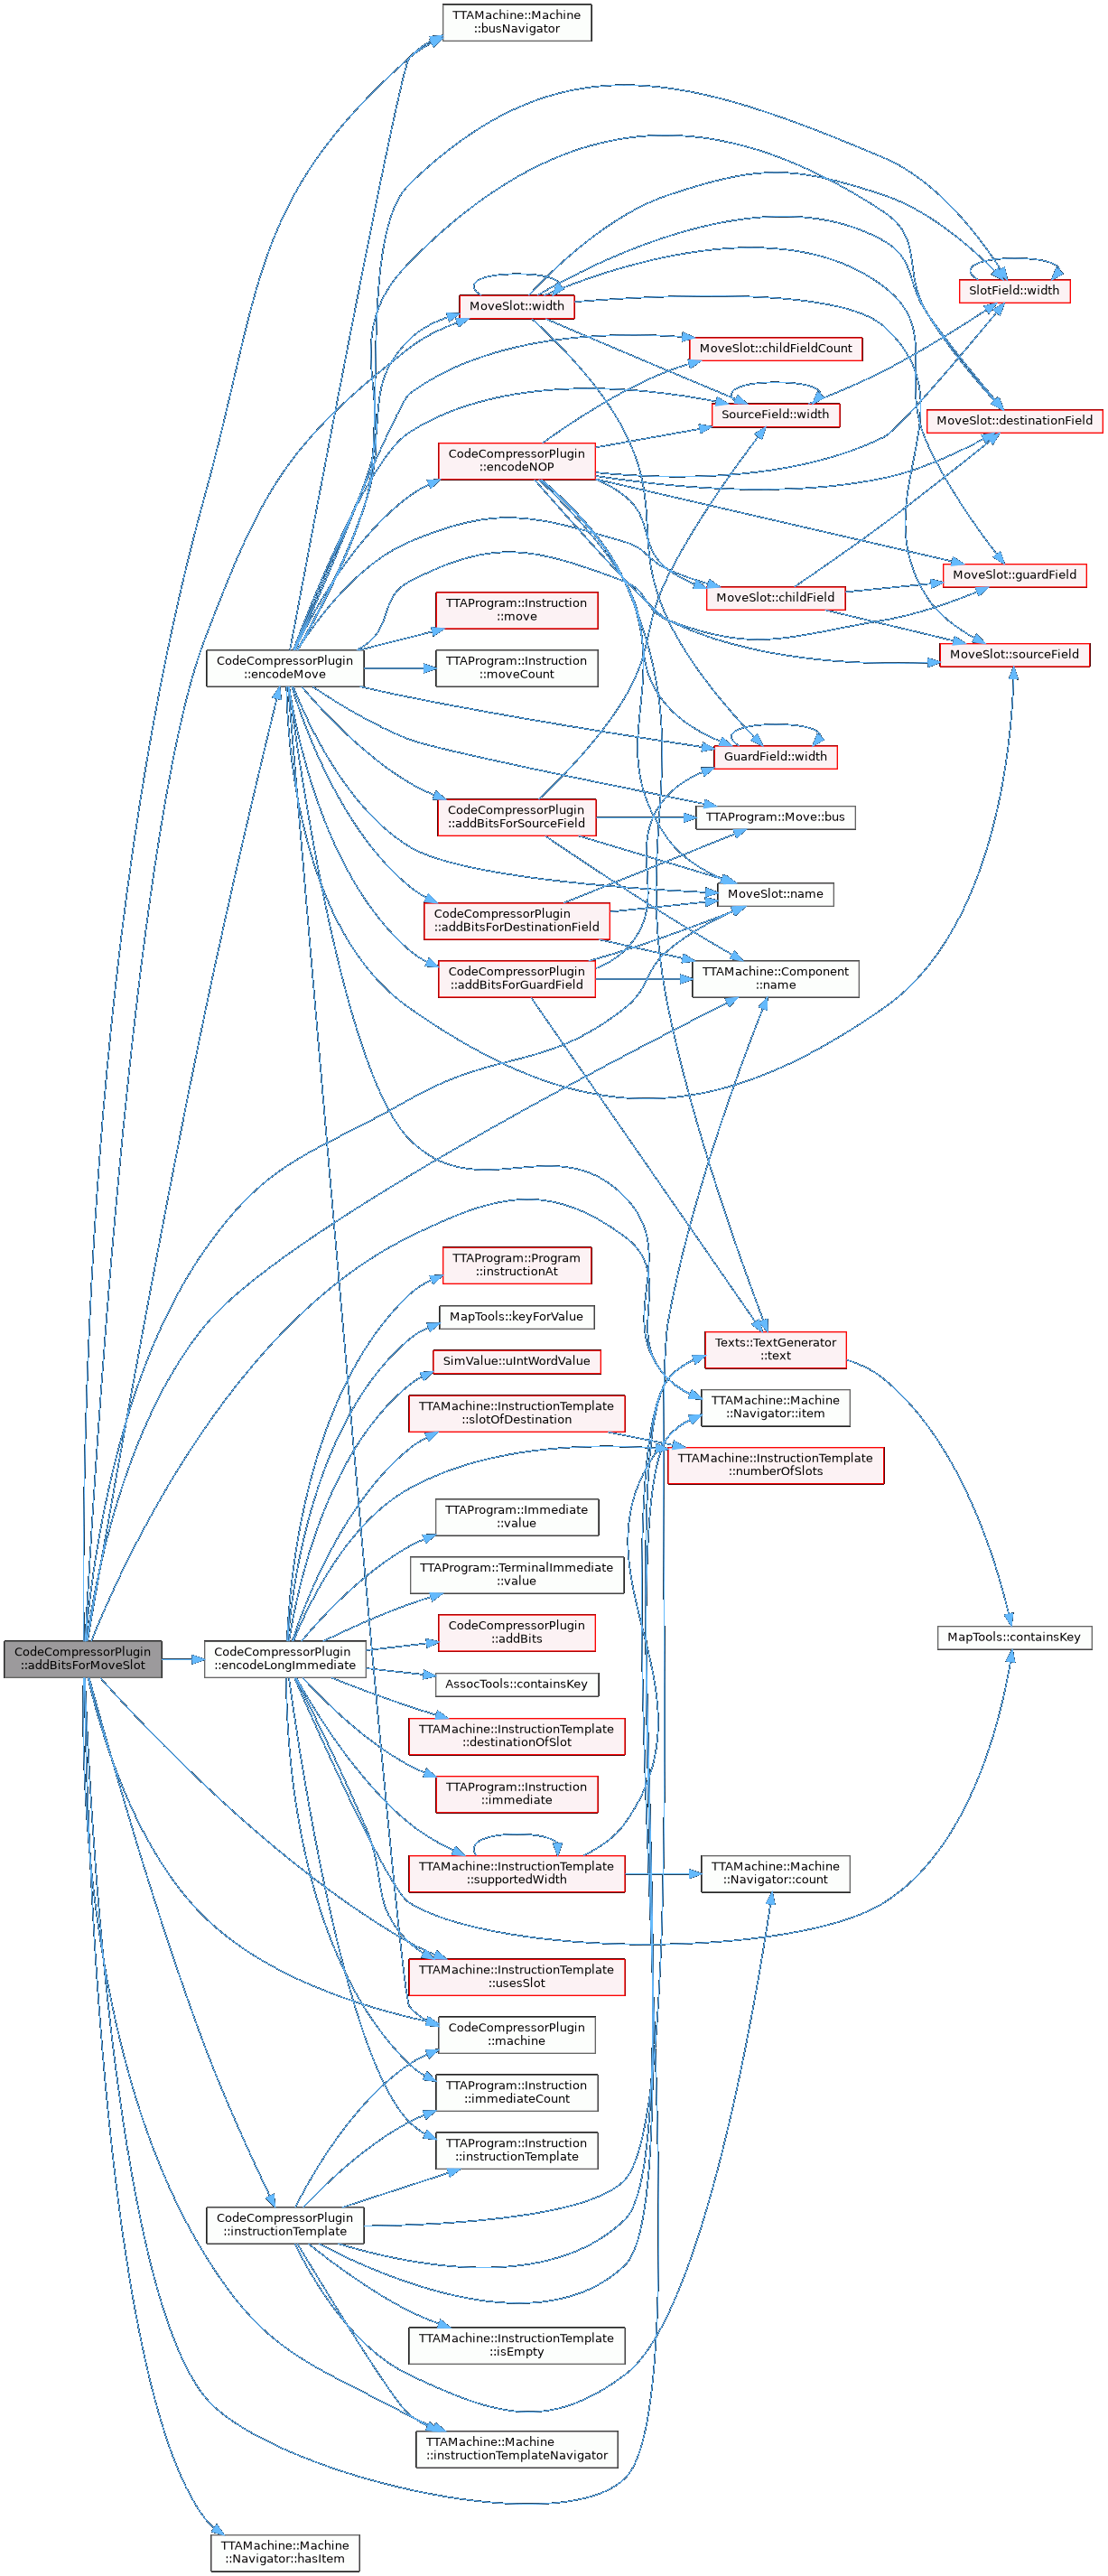 TTAMachine::Machine
::busNavigator
SlotField::width
MoveSlot::width
MoveSlot::childFieldCount
SourceField::width
MoveSlot::destinationField
CodeCompressorPlugin
::encodeNOP
MoveSlot::guardField
MoveSlot::childField
TTAProgram::Instruction
::move
MoveSlot::sourceField
CodeCompressorPlugin
::encodeMove
TTAProgram::Instruction
::moveCount
GuardField::width
CodeCompressorPlugin
::addBitsForSourceField
TTAProgram::Move::bus
MoveSlot::name
CodeCompressorPlugin
::addBitsForDestinationField
CodeCompressorPlugin
::addBitsForGuardField
TTAMachine::Component
::name
TTAProgram::Program
::instructionAt
MapTools::keyForValue
Texts::TextGenerator
::text
SimValue::uIntWordValue
TTAMachine::InstructionTemplate
::slotOfDestination
TTAMachine::Machine
::Navigator::item
TTAMachine::InstructionTemplate
::numberOfSlots
TTAProgram::Immediate
::value
TTAProgram::TerminalImmediate
::value
CodeCompressorPlugin
::addBits
MapTools::containsKey
CodeCompressorPlugin
::addBitsForMoveSlot
CodeCompressorPlugin
::encodeLongImmediate
AssocTools::containsKey
TTAMachine::InstructionTemplate
::destinationOfSlot
TTAProgram::Instruction
::immediate
TTAMachine::InstructionTemplate
::supportedWidth
TTAMachine::Machine
::Navigator::count
TTAMachine::InstructionTemplate
::usesSlot
CodeCompressorPlugin
::machine
TTAProgram::Instruction
::immediateCount
TTAProgram::Instruction
::instructionTemplate
CodeCompressorPlugin
::instructionTemplate
TTAMachine::InstructionTemplate
::isEmpty
TTAMachine::Machine
::instructionTemplateNavigator
TTAMachine::Machine
::Navigator::hasItem